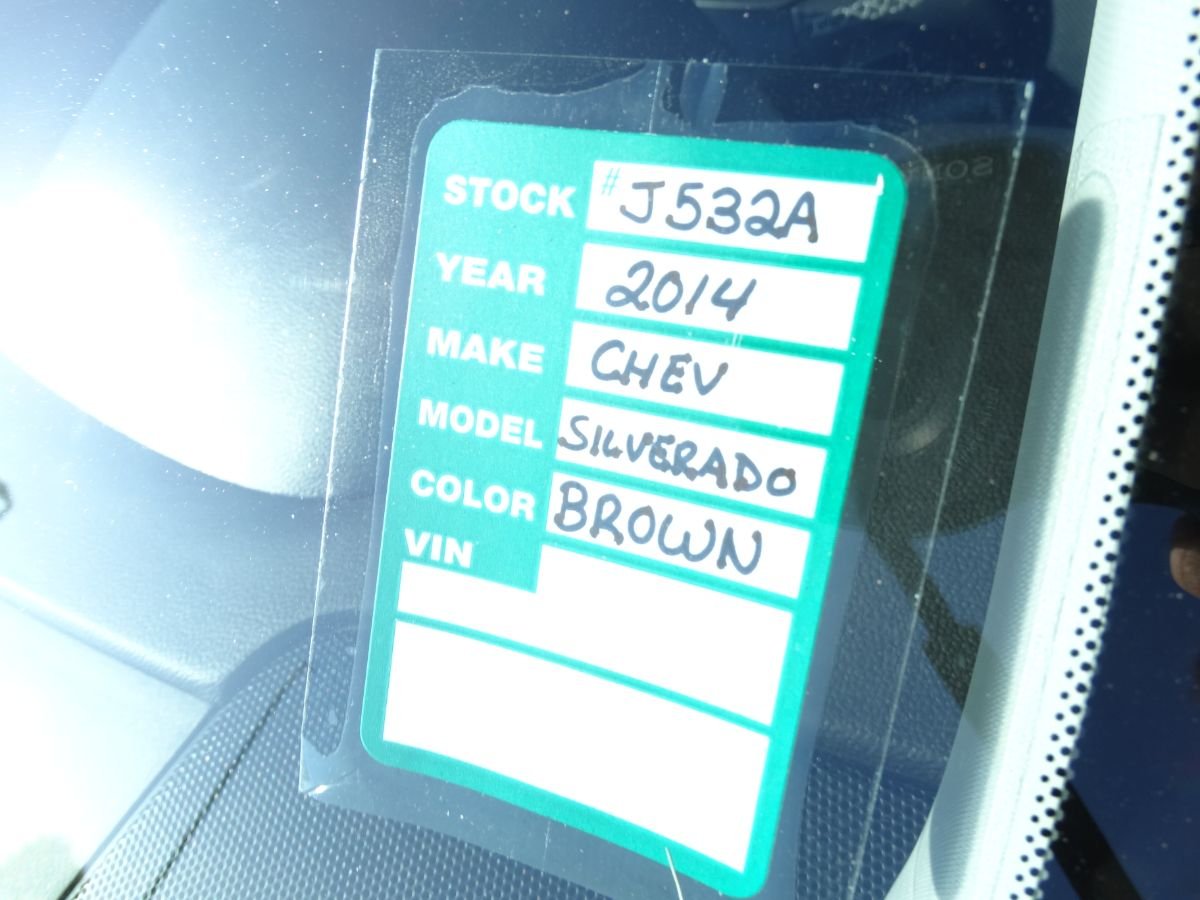 STOCK # J532A
YEAR 2014
MAKE CHEV
MODEL SILVERADO
COLOR BROWN
VIN